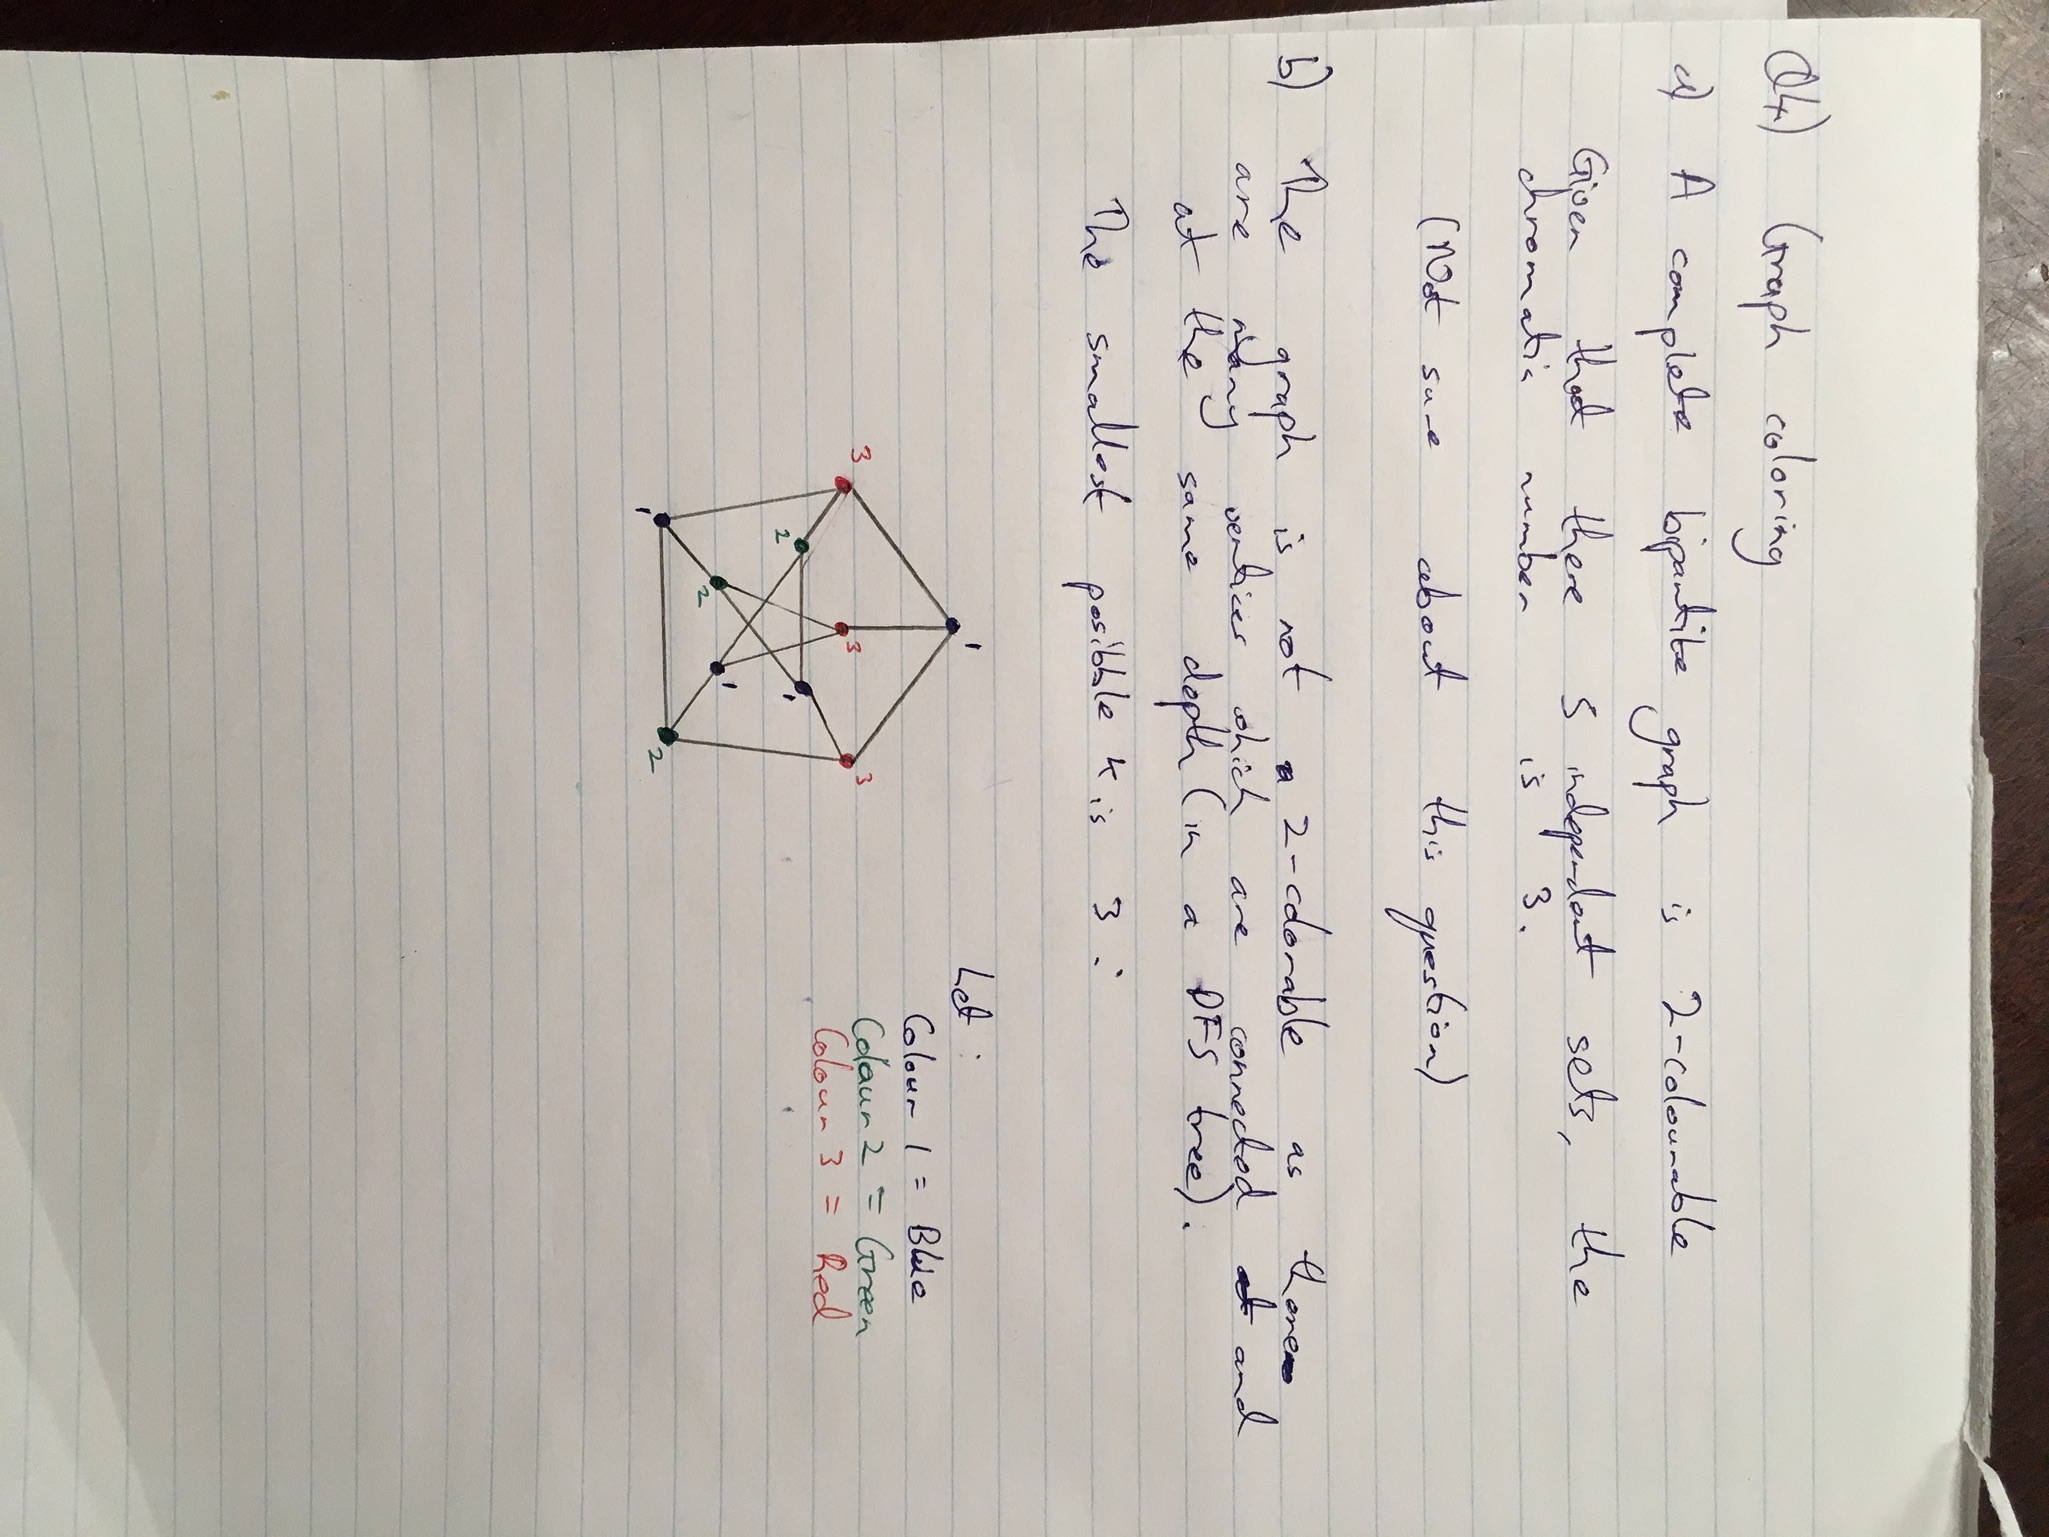 Q4) Graph coloring
a) A complete bipartite graph is 2-colourable
Given that there 5 independent sets, the
chromatic number is 3.
(Not sure about this question)
b) The graph is not a 2-colorable as there
are many vertices which are connected and
at the same depth (in a DFS tree).
The smallest posibble k is 3 :
Let :
Colour 1 = Blue
Colour 2 = Green
Colour 3 = Red
1
3
3
3
2
1
2
1
1
2